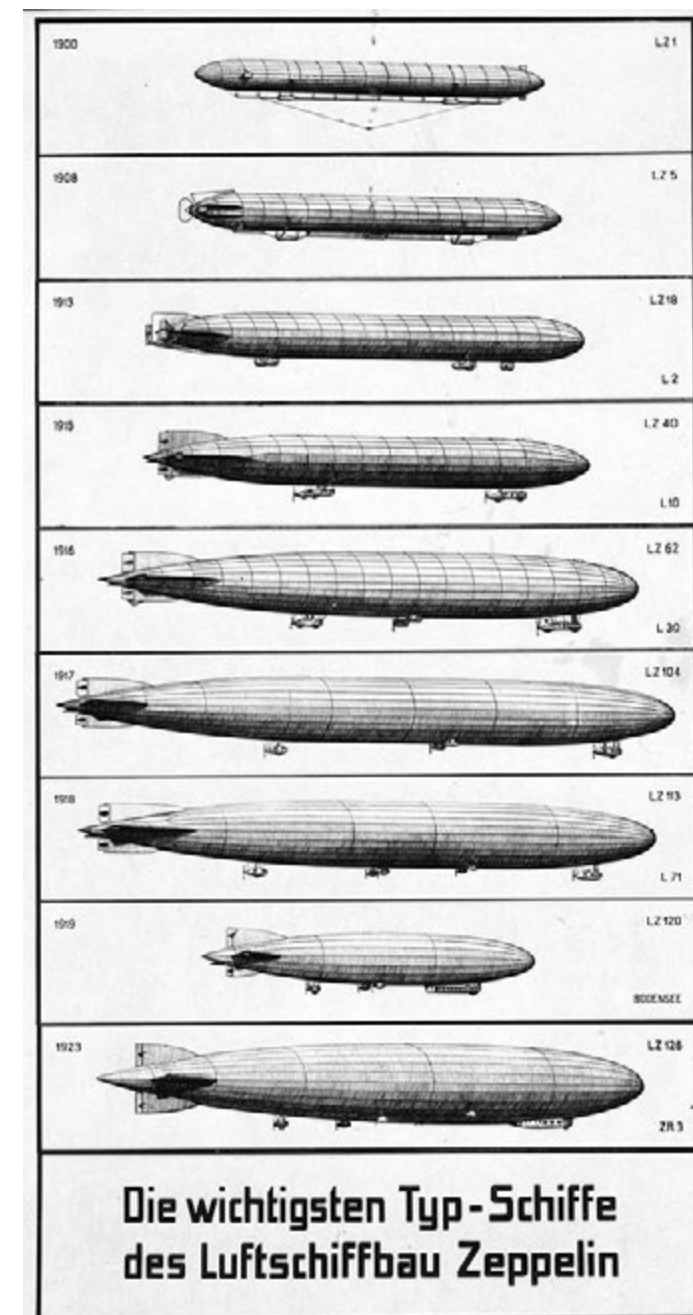 1900 LZ 1
1908 LZ 5
1913 LZ 18
L 2
1915 LZ 40
L 10
1916 LZ 62
L 30
1917 LZ 104
1918 LZ 113
L 71
1919 LZ 120
BODENSEE
1923 LZ 126
ZR 3
Die wichtigsten Typ-Schiffe
des Luftschiffbau Zeppelin